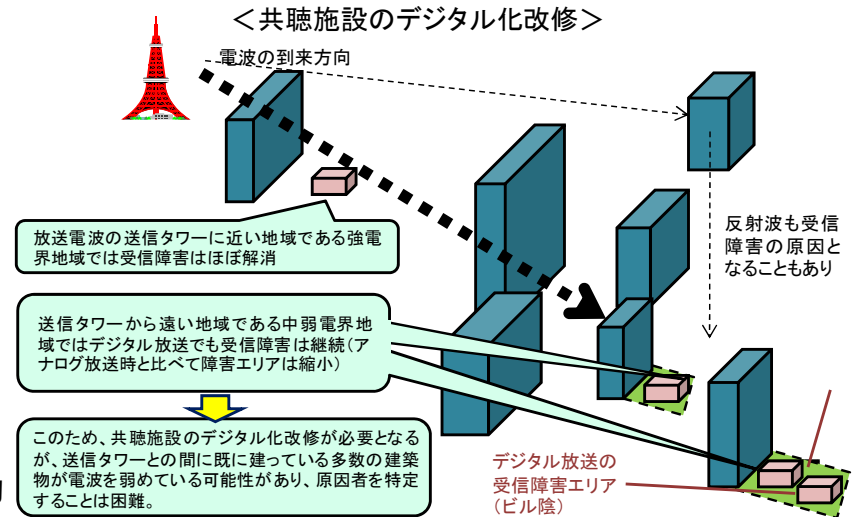 ＜共聴施設のデジタル化改修＞
電波の到来方向
放送電波の送信タワーに近い地域である強電
界地域では受信障害はほぼ解消
反射波も受信
障害の原因と
なることもあり
送信タワーから遠い地域である中弱電界地
域ではデジタル放送でも受信障害は継続(ア
ナログ放送時と比べて障害エリアは縮小)
このため、共聴施設のデジタル化改修が必要となる
が、送信タワーとの間に既に建っている多数の建築
物が電波を弱めている可能性があり、原因者を特定
することは困難。
デジタル放送の
受信障害エリア
(ビル陰)